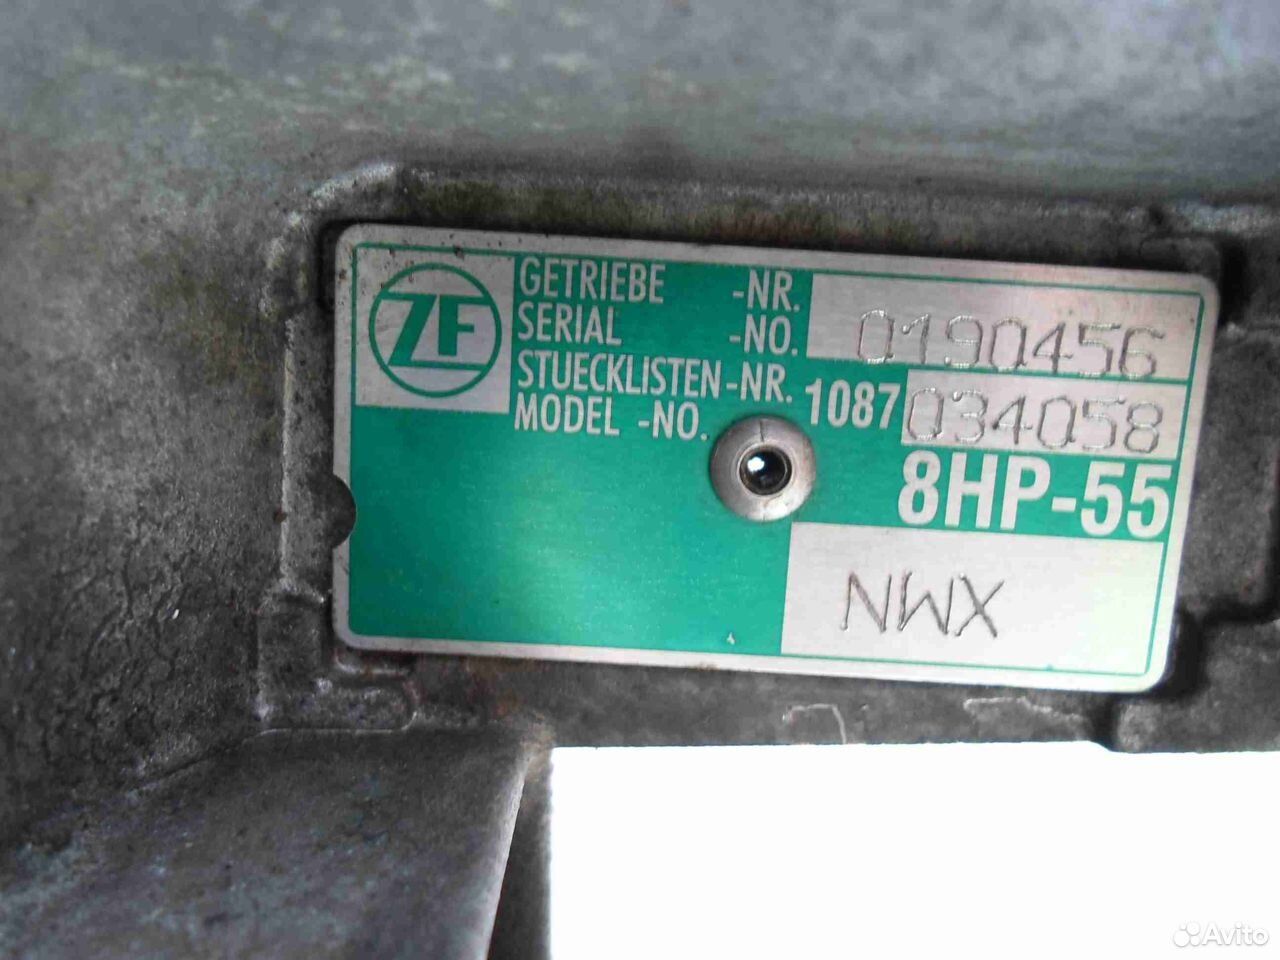 ZF
GETRIEBE -NR.
SERIAL -NO. 0190456
STUECKLISTEN-NR. 1087 034058
MODEL -NO. 8HP-55
NWX
Avito